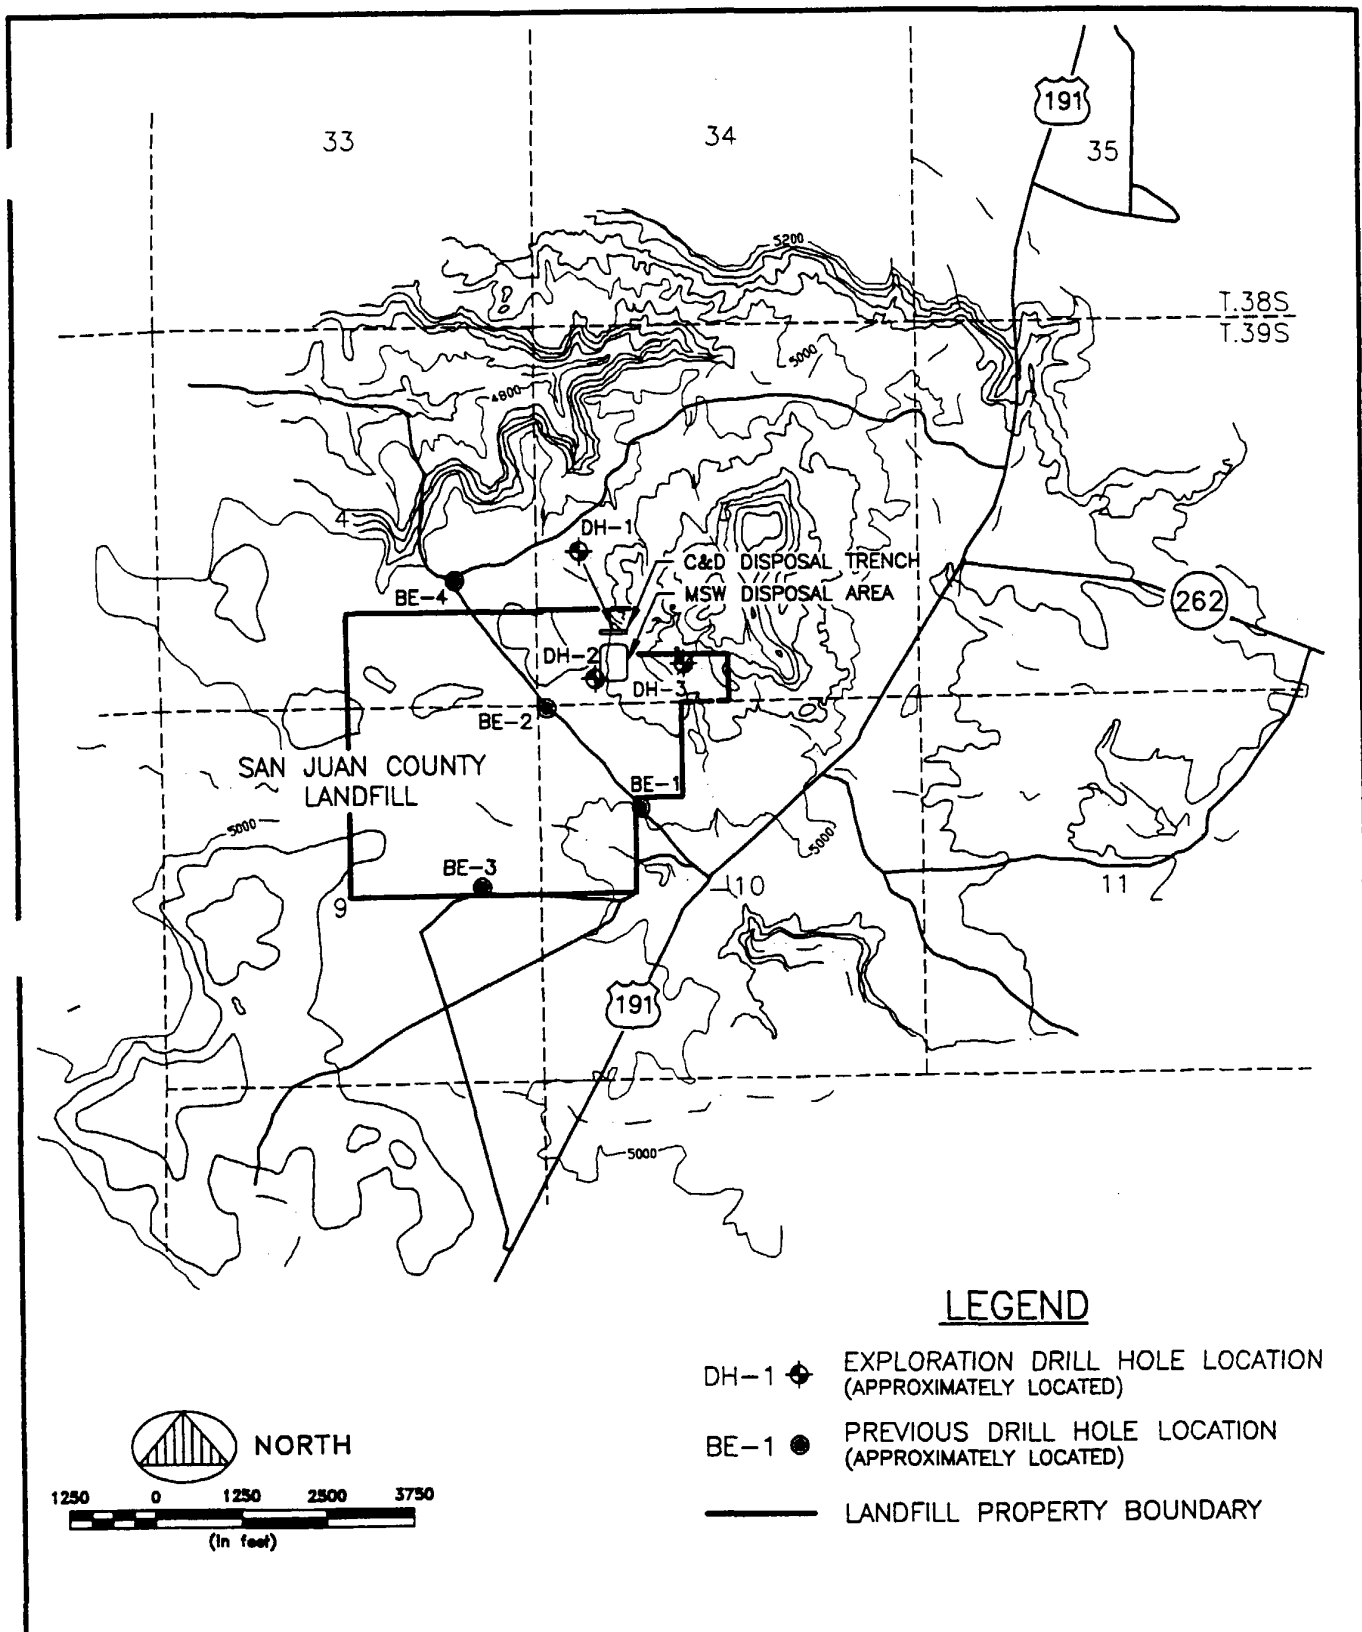 191
33
34
35
5200
T.38S
T.39S
5000
4800
4
DH-1
C&D DISPOSAL TRENCH
MSW DISPOSAL AREA
BE-4
262
DH-2
DH-3
BE-2
SAN JUAN COUNTY
LANDFILL
BE-1
5000
5000
BE-3
9
10
11
191
5000
LEGEND
DH-1 EXPLORATION DRILL HOLE LOCATION
(APPROXIMATELY LOCATED)
BE-1 PREVIOUS DRILL HOLE LOCATION
(APPROXIMATELY LOCATED)
LANDFILL PROPERTY BOUNDARY
NORTH
1250 0 1250 2500 3750
(in feet)